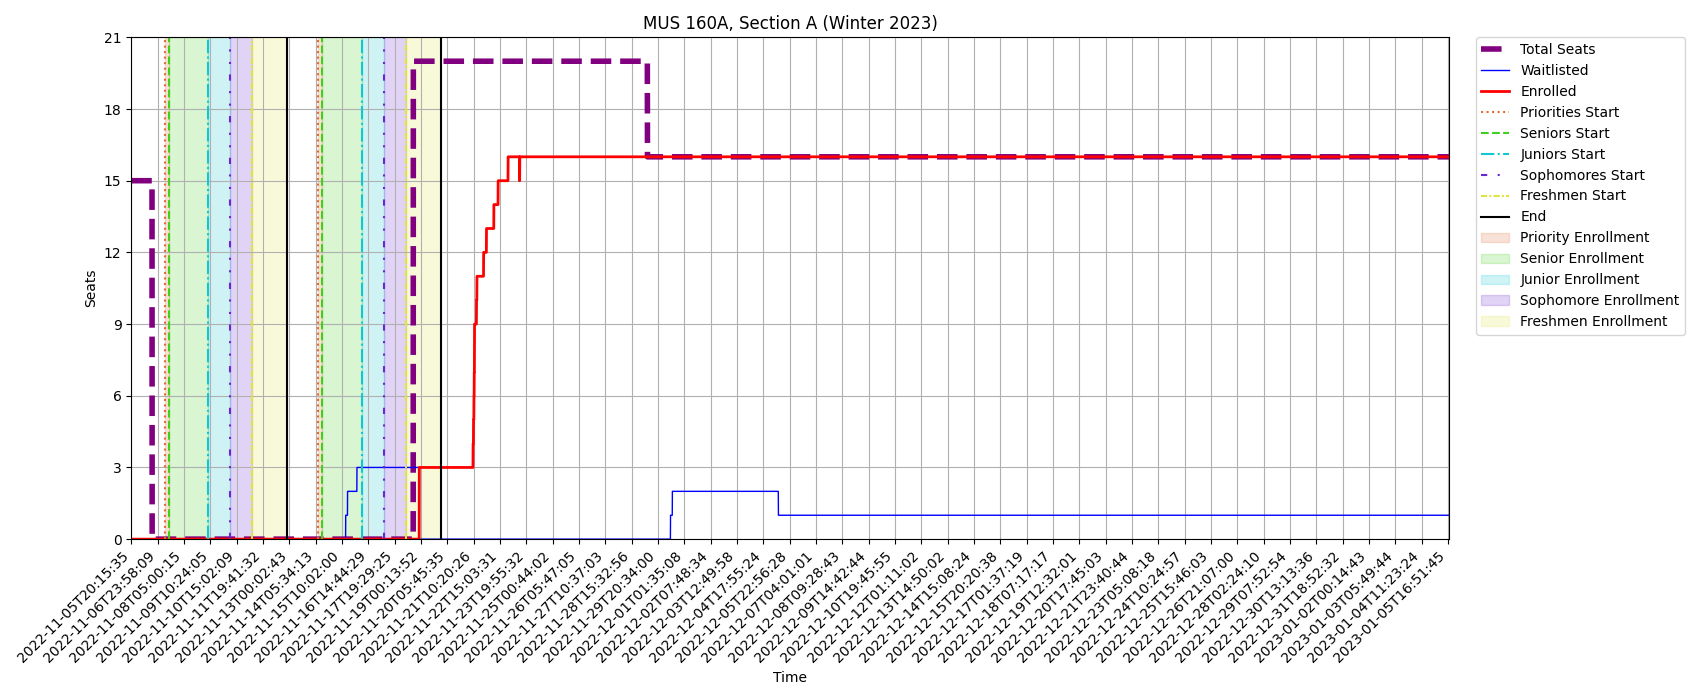 MUS 160A, Section A (Winter 2023)
21
18
15
12
9
6
3
0
Seats
Total Seats
Waitlisted
Enrolled
Priorities Start
Seniors Start
Juniors Start
Sophomores Start
Freshmen Start
End
Priority Enrollment
Senior Enrollment
Junior Enrollment
Sophomore Enrollment
Freshmen Enrollment
2022-11-05T20:15:35
2022-11-06T23:58:09
2022-11-08T05:00:15
2022-11-09T10:24:05
2022-11-10T15:02:09
2022-11-11T19:41:32
2022-11-13T00:02:43
2022-11-14T05:34:13
2022-11-15T10:02:00
2022-11-16T14:44:29
2022-11-17T19:29:25
2022-11-19T00:13:52
2022-11-20T05:45:35
2022-11-21T10:20:26
2022-11-22T15:03:31
2022-11-23T19:55:32
2022-11-25T00:44:02
2022-11-26T05:47:05
2022-11-27T10:37:03
2022-11-28T15:32:56
2022-11-29T20:34:00
2022-12-01T01:35:08
2022-12-02T07:48:34
2022-12-03T12:49:58
2022-12-04T17:55:24
2022-12-05T22:56:28
2022-12-07T04:01:01
2022-12-08T09:28:43
2022-12-09T14:42:44
2022-12-10T19:45:55
2022-12-12T01:11:02
2022-12-13T14:50:02
2022-12-14T15:08:24
2022-12-15T20:20:38
2022-12-17T01:37:19
2022-12-18T07:17:17
2022-12-19T12:32:01
2022-12-20T17:45:03
2022-12-21T23:40:44
2022-12-23T05:08:18
2022-12-24T10:24:57
2022-12-25T15:46:03
2022-12-26T21:07:00
2022-12-28T02:24:10
2022-12-29T07:52:54
2022-12-30T13:13:36
2022-12-31T18:52:32
2023-01-02T00:14:43
2023-01-03T05:49:44
2023-01-04T11:23:24
2023-01-05T16:51:45
Time